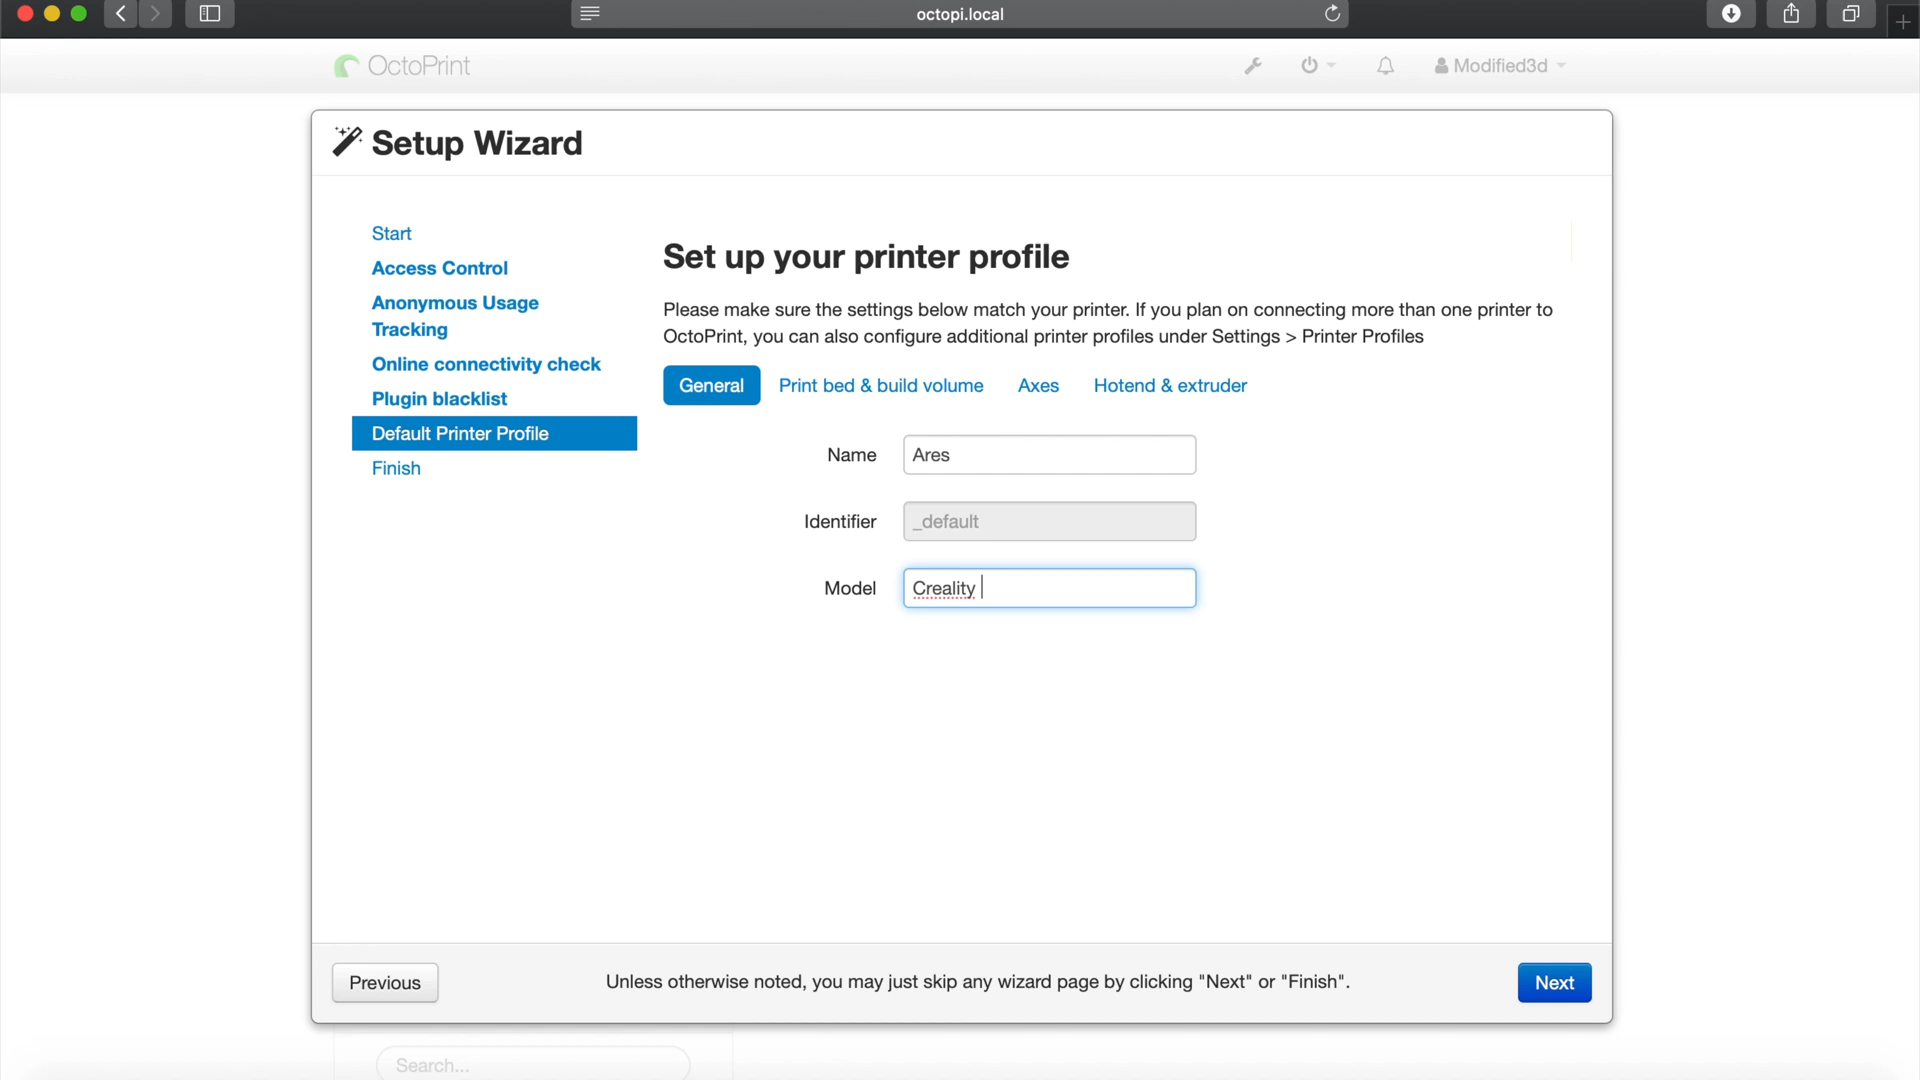 octopi.local
OctoPrint
Modified3d
Setup Wizard
Start
Access Control
Anonymous Usage
Tracking
Online connectivity check
Plugin blacklist
Default Printer Profile
Finish
Set up your printer profile
Please make sure the settings below match your printer. If you plan on connecting more than one printer to
OctoPrint, you can also configure additional printer profiles under Settings > Printer Profiles
General Print bed & build volume Axes Hotend & extruder
Name Ares
Identifier _default
Model Creality
Previous
Unless otherwise noted, you may just skip any wizard page by clicking "Next" or "Finish".
Next
Search...